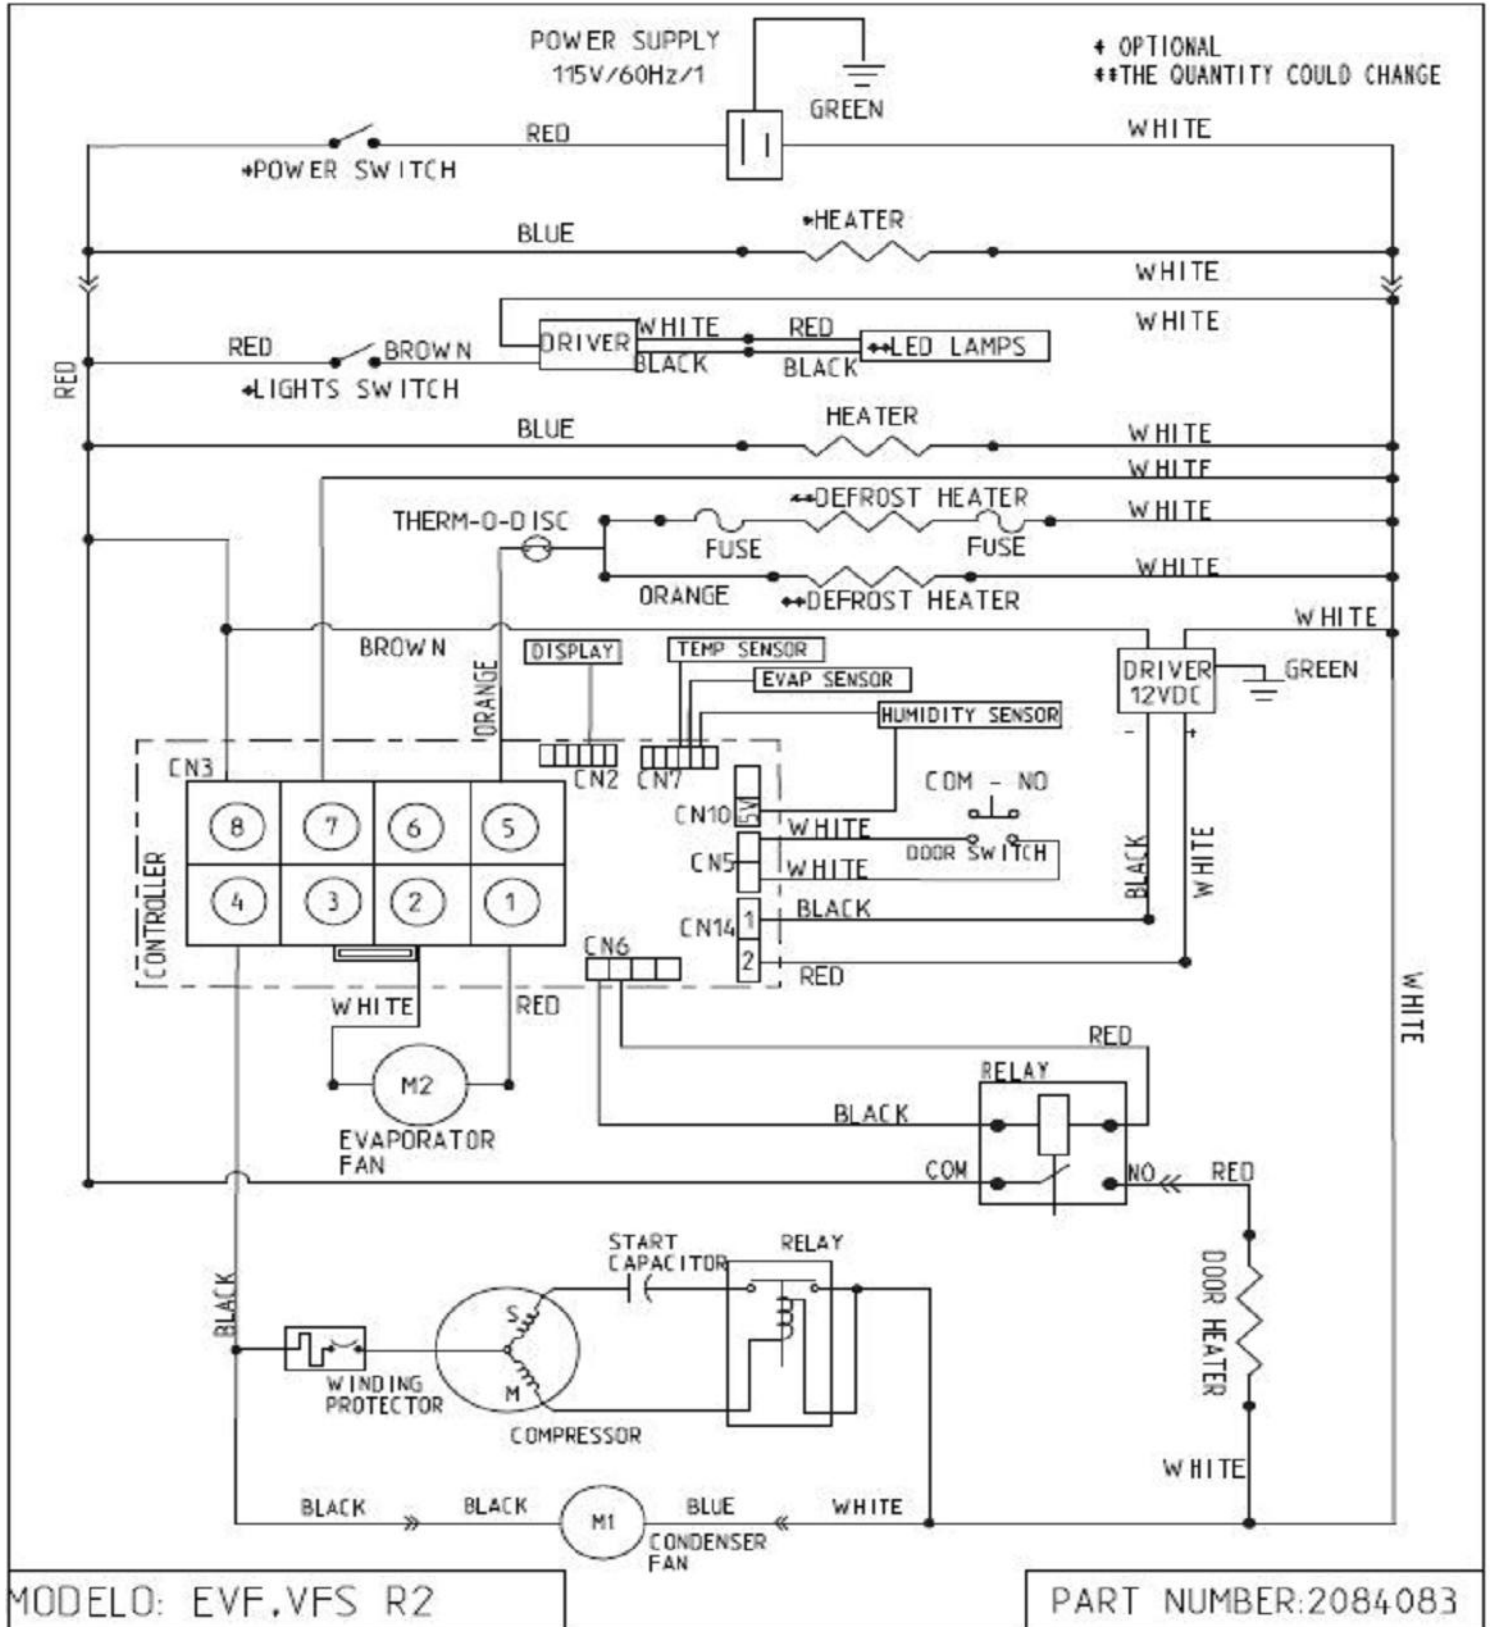 POWER SUPPLY
115V/60Hz/1
GREEN
* OPTIONAL
**THE QUANTITY COULD CHANGE
RED
WHITE
*POWER SWITCH
*HEATER
BLUE
WHITE
WHITE
RED
BROWN
DRIVER
WHITE
BLACK
RED
BLACK
**LED LAMPS
*LIGHTS SWITCH
RED
HEATER
BLUE
WHITE
WHITE
**DEFROST HEATER
WHITE
THERM-O-DISC
FUSE
FUSE
WHITE
ORANGE
**DEFROST HEATER
WHITE
BROWN
ORANGE
DISPLAY
TEMP SENSOR
EVAP SENSOR
HUMIDITY SENSOR
DRIVER
12VDC
GREEN
- +
CN3
CN2
CN7
COM - NO
8 7 6 5
CN10
5V
WHITE
CN5
DOOR SWITCH
WHITE
BLACK
WHITE
4 3 2 1
CONTROLLER
CN14
1
BLACK
2
RED
CN6
WHITE
RED
WHITE
RED
M2
RELAY
BLACK
EVAPORATOR
FAN
COM
NO
RED
START
CAPACITOR
RELAY
BLACK
S
M
WINDING
PROTECTOR
COMPRESSOR
DOOR HEATER
WHITE
BLACK
BLACK
M1
BLUE
WHITE
CONDENSER
FAN
MODELO: EVF,VFS R2
PART NUMBER:2084083